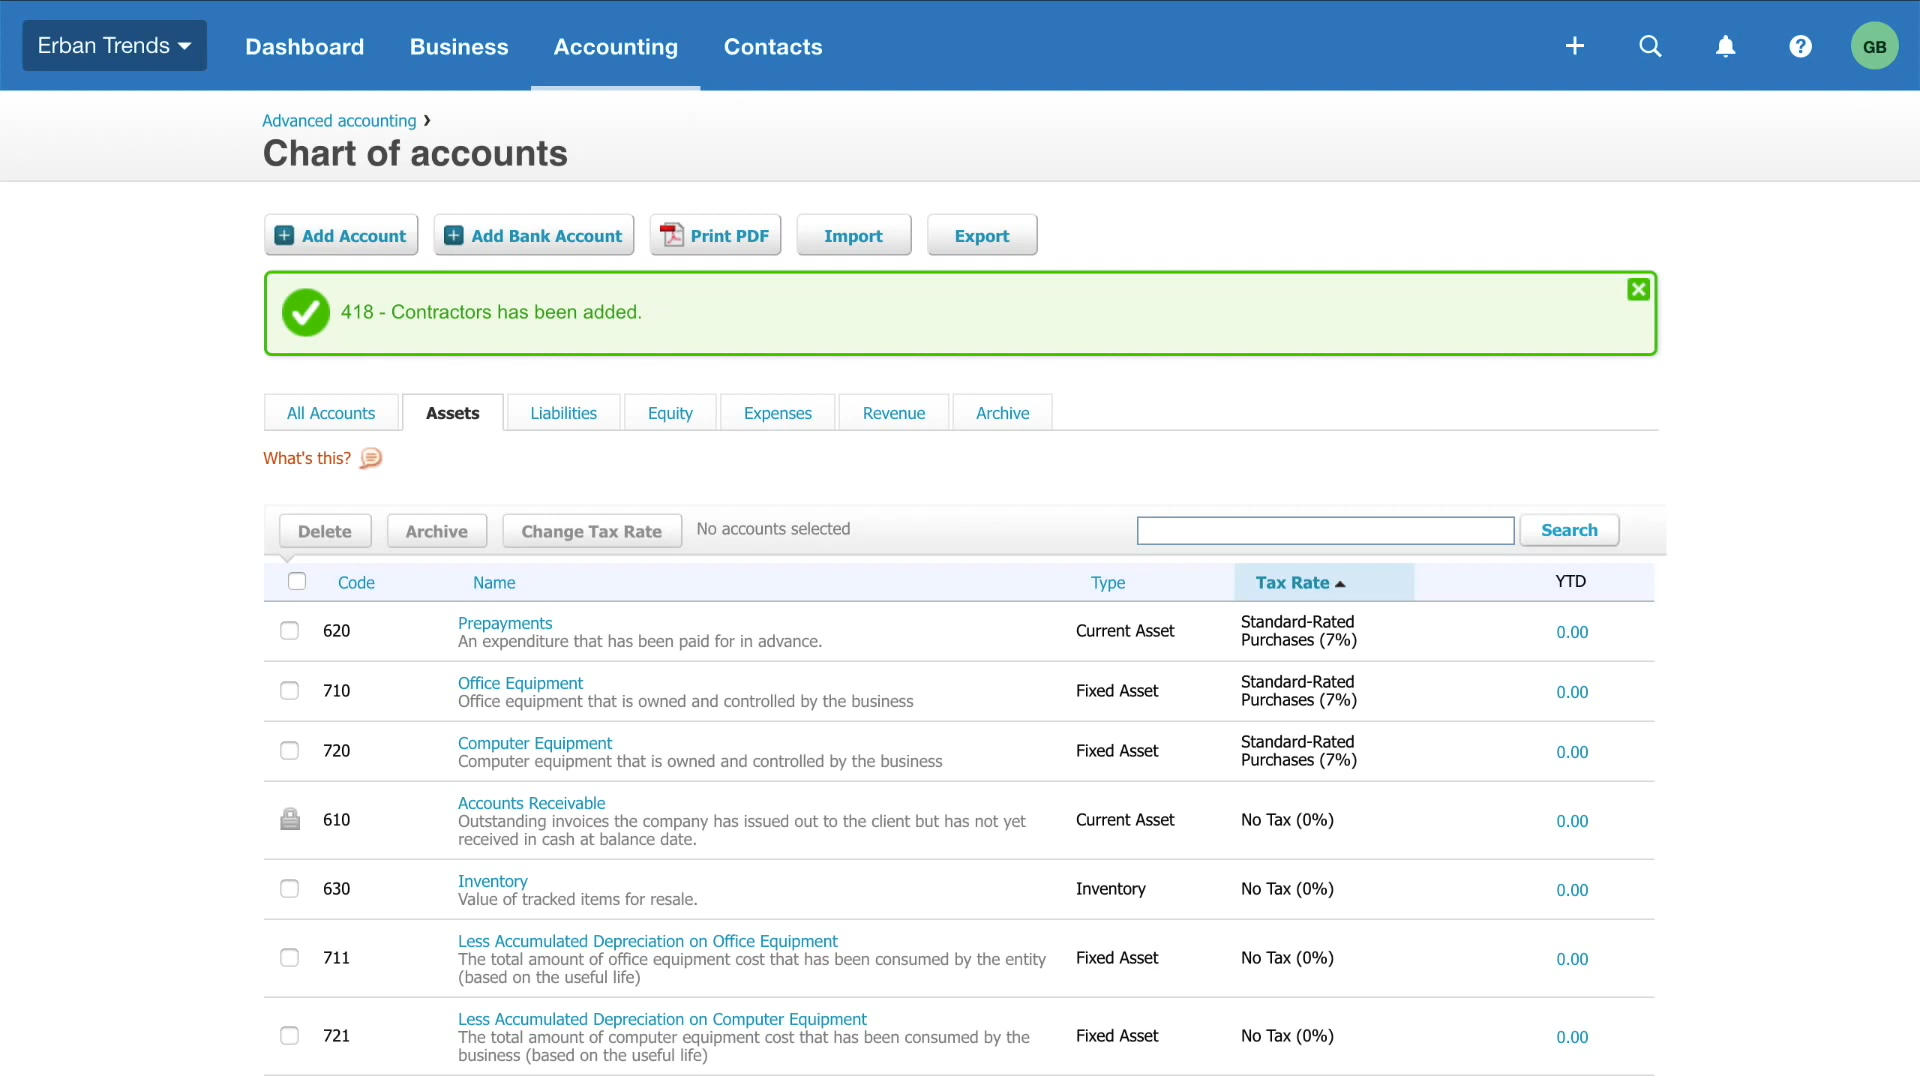 Erban Trends
Dashboard
Business
Accounting
Contacts
GB
Advanced accounting ›
Chart of accounts
Add Account
Add Bank Account
Print PDF
Import
Export
418 - Contractors has been added.
All Accounts
Assets
Liabilities
Equity
Expenses
Revenue
Archive
What's this?
Delete
Archive
Change Tax Rate
No accounts selected
Search
Code
Name
Type
Tax Rate
YTD
620
Prepayments
An expenditure that has been paid for in advance.
Current Asset
Standard-Rated
Purchases (7%)
0.00
710
Office Equipment
Office equipment that is owned and controlled by the business
Fixed Asset
Standard-Rated
Purchases (7%)
0.00
720
Computer Equipment
Computer equipment that is owned and controlled by the business
Fixed Asset
Standard-Rated
Purchases (7%)
0.00
610
Accounts Receivable
Outstanding invoices the company has issued out to the client but has not yet
received in cash at balance date.
Current Asset
No Tax (0%)
0.00
630
Inventory
Value of tracked items for resale.
Inventory
No Tax (0%)
0.00
711
Less Accumulated Depreciation on Office Equipment
The total amount of office equipment cost that has been consumed by the entity
(based on the useful life)
Fixed Asset
No Tax (0%)
0.00
721
Less Accumulated Depreciation on Computer Equipment
The total amount of computer equipment cost that has been consumed by the
business (based on the useful life)
Fixed Asset
No Tax (0%)
0.00